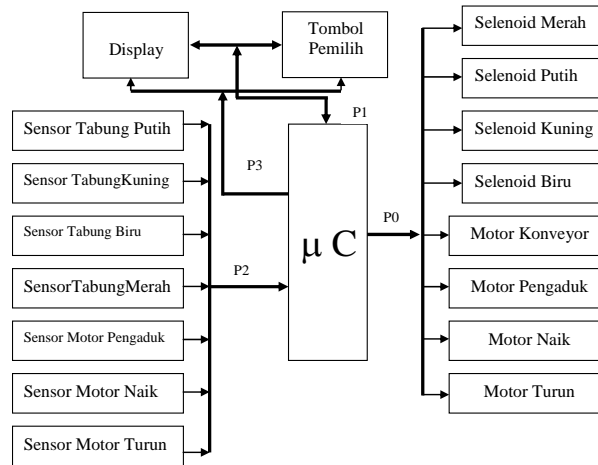 Display
Tombol
Pemilih
Sensor Tabung Putih
Sensor TabungKuning
Sensor Tabung Biru
SensorTabungMerah
Sensor Motor Pengaduk
Sensor Motor Naik
Sensor Motor Turun
P1
P3
P2
µ C
P0
Selenoid Merah
Selenoid Putih
Selenoid Kuning
Selenoid Biru
Motor Konveyor
Motor Pengaduk
Motor Naik
Motor Turun